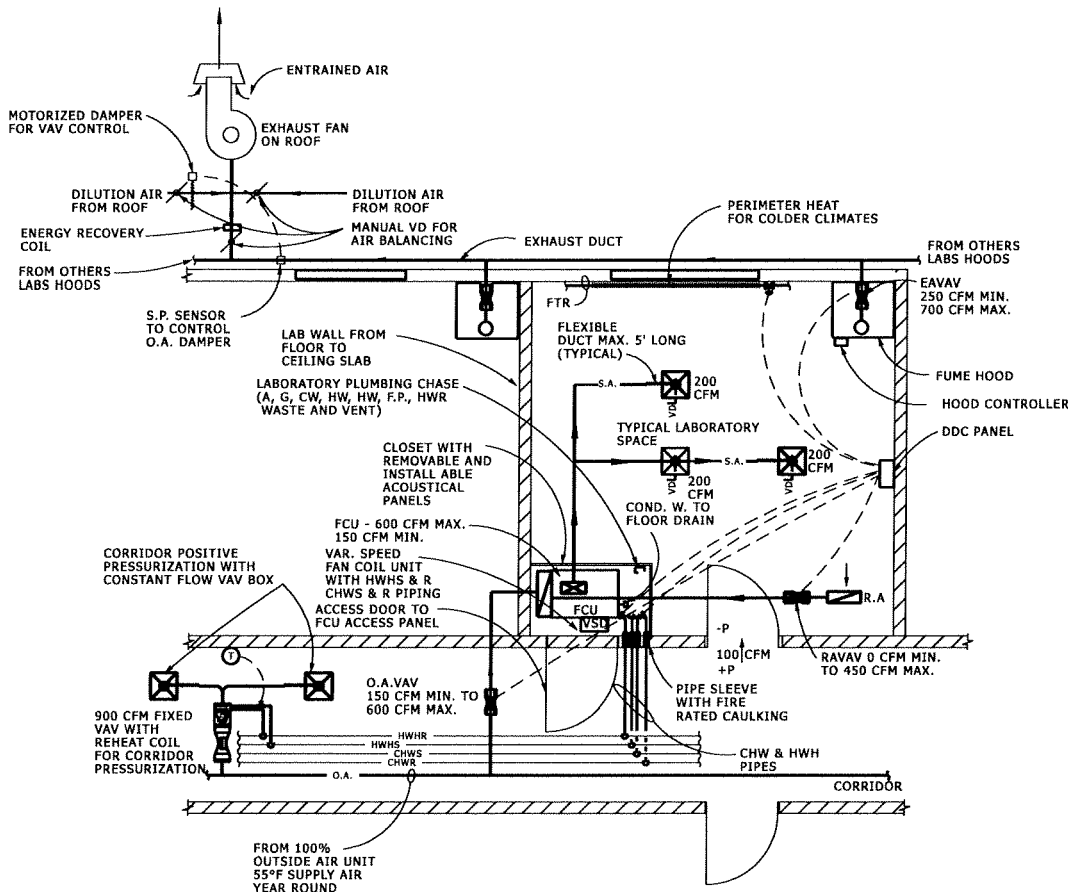 ENTRAINED AIR
MOTORIZED DAMPER
FOR VAV CONTROL
EXHAUST FAN
ON ROOF
DILUTION AIR
FROM ROOF
DILUTION AIR
FROM ROOF
PERIMETER HEAT
FOR COLDER CLIMATES
ENERGY RECOVERY
COIL
MANUAL VD FOR
AIR BALANCING
EXHAUST DUCT
FROM OTHERS
LABS HOODS
FROM OTHERS
LABS HOODS
EAVAV
250 CFM MIN.
700 CFM MAX.
FTR
S.P. SENSOR
TO CONTROL
O.A. DAMPER
LAB WALL FROM
FLOOR TO
CEILING SLAB
FLEXIBLE
DUCT MAX. 5' LONG
(TYPICAL)
FUME HOOD
LABORATORY PLUMBING CHASE
(A, G, CW, HW, HW, F.P., HWR
WASTE AND VENT)
S.A.
200
CFM
VD
HOOD CONTROLLER
TYPICAL LABORATORY
SPACE
DDC PANEL
CLOSET WITH
REMOVABLE AND
INSTALL ABLE
ACOUSTICAL
PANELS
S.A.
200
CFM
VD
200
CFM
VD
COND. W. TO
FLOOR DRAIN
FCU - 600 CFM MAX.
150 CFM MIN.
CORRIDOR POSITIVE
PRESSURIZATION WITH
CONSTANT FLOW VAV BOX
VAR. SPEED
FAN COIL UNIT
WITH HWHS & R
CHWS & R PIPING
ACCESS DOOR TO
FCU ACCESS PANEL
FCU
VSD
R.A
-P
100 CFM
+P
RAVAV 0 CFM MIN.
TO 450 CFM MAX.
T
O.A.VAV
150 CFM MIN. TO
600 CFM MAX.
PIPE SLEEVE
WITH FIRE
RATED CAULKING
900 CFM FIXED
VAV WITH
REHEAT COIL
FOR CORRIDOR
PRESSURIZATION
HWHR
HWHS
CHWS
CHWR
CHW & HWH
PIPES
O.A.
CORRIDOR
FROM 100%
OUTSIDE AIR UNIT
55°F SUPPLY AIR
YEAR ROUND